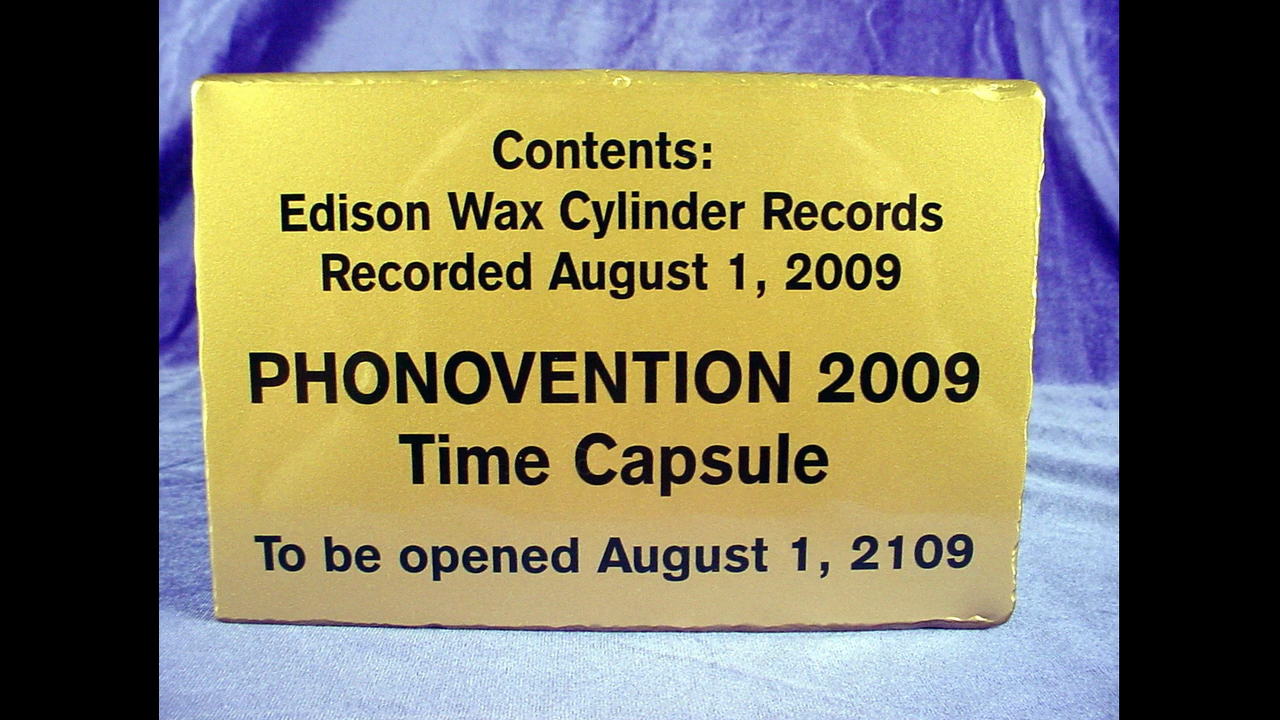 Contents:
Edison Wax Cylinder Records
Recorded August 1, 2009
PHONOVENTION 2009
Time Capsule
To be opened August 1, 2109